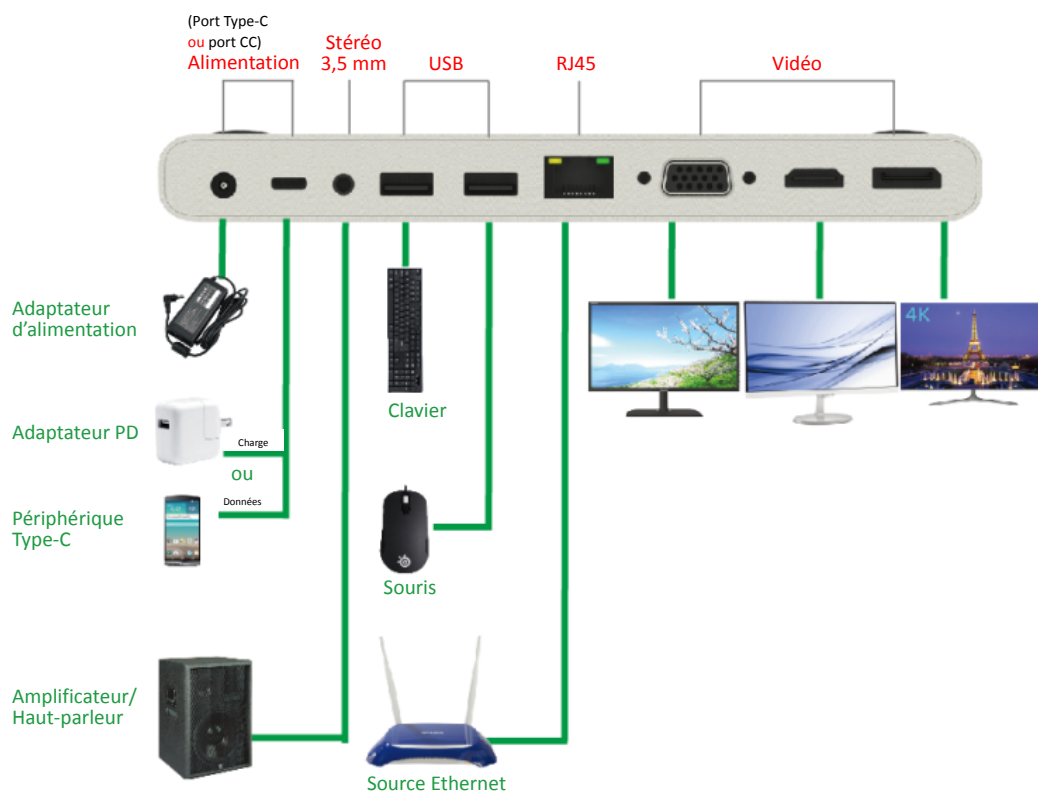 (Port Type-C
ou port CC)
Alimentation
Stéréo
3,5 mm
USB
RJ45
Vidéo
Adaptateur
d’alimentation
4K
Clavier
Adaptateur PD
Charge
ou
Données
Périphérique
Type-C
Souris
Amplificateur/
Haut-parleur
Source Ethernet